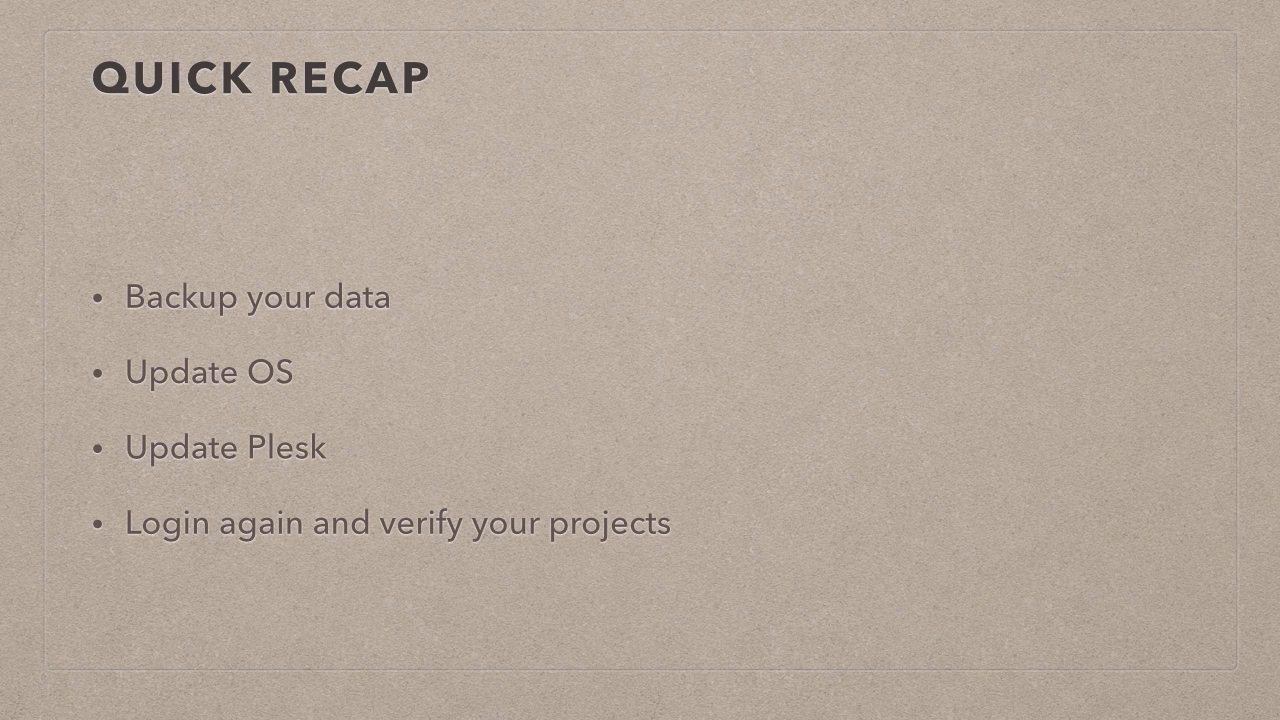 QUICK RECAP
• Backup your data
• Update OS
• Update Plesk
• Login again and verify your projects